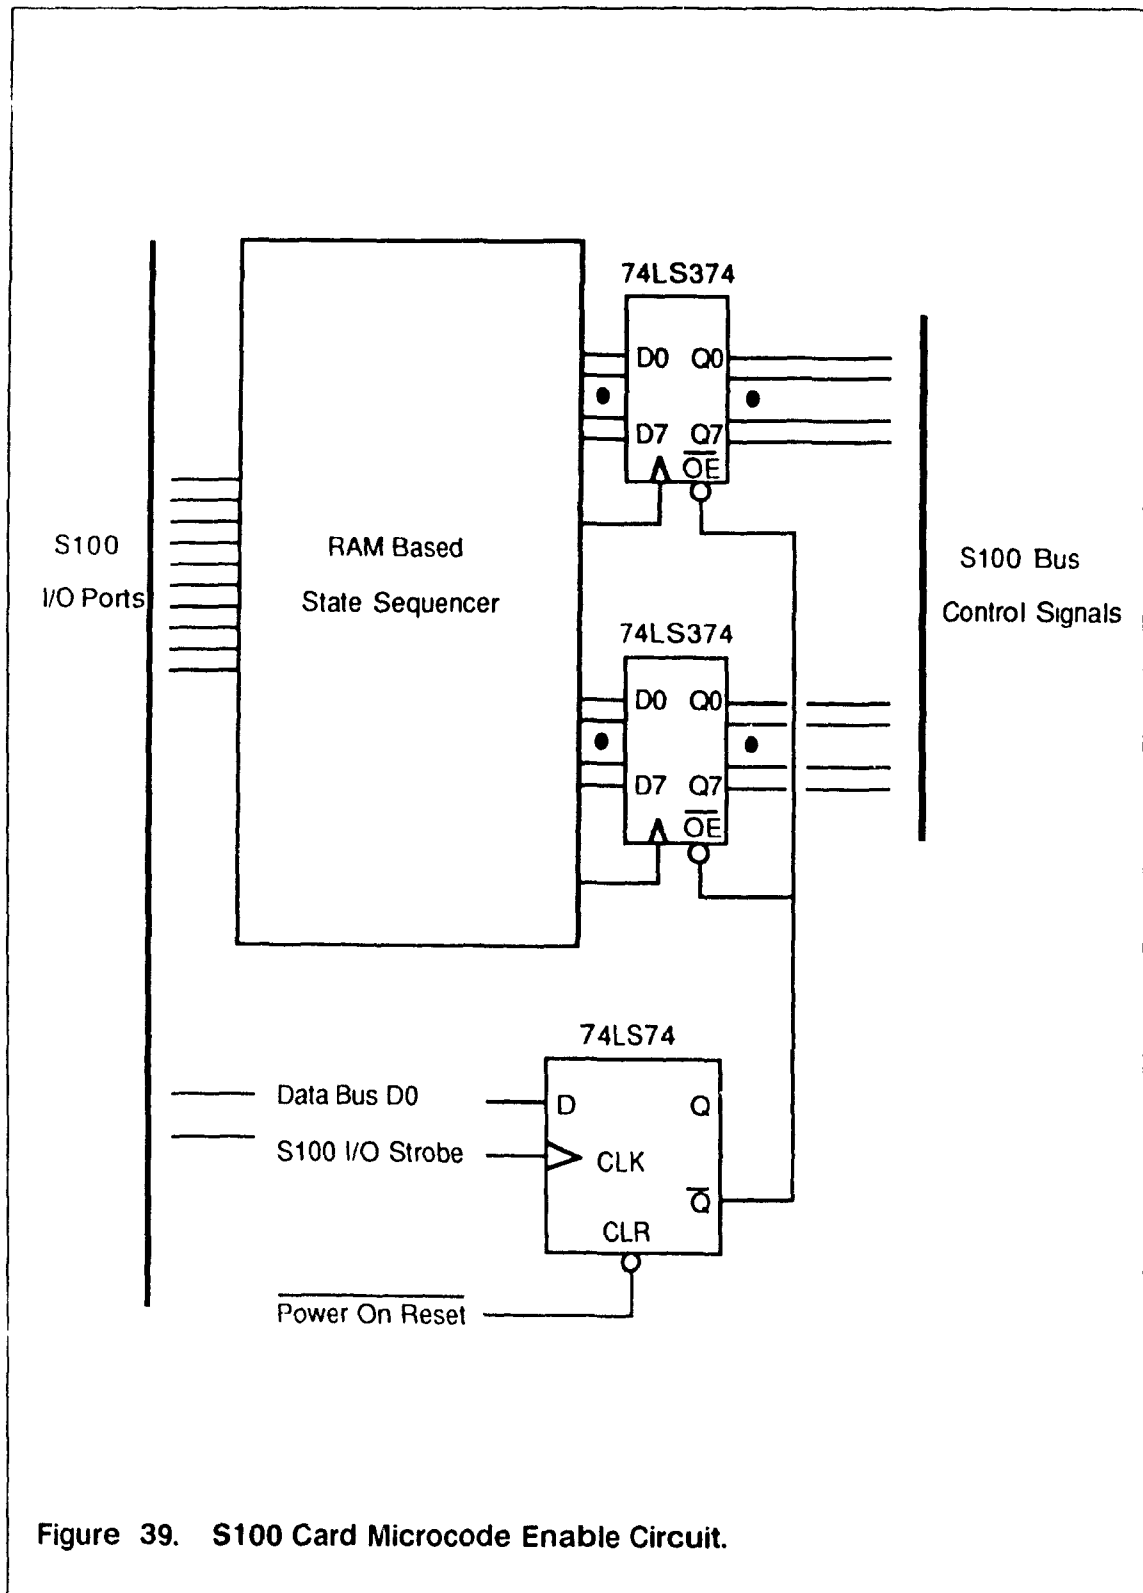 74LS374
D0 Q0
D7 Q7
OE
S100
I/O Ports
RAM Based
State Sequencer
S100 Bus
Control Signals
74LS374
D0 Q0
D7 Q7
OE
74LS74
Data Bus D0
D Q
S100 I/O Strobe
CLK
Q
CLR
Power On Reset
Figure 39. S100 Card Microcode Enable Circuit.